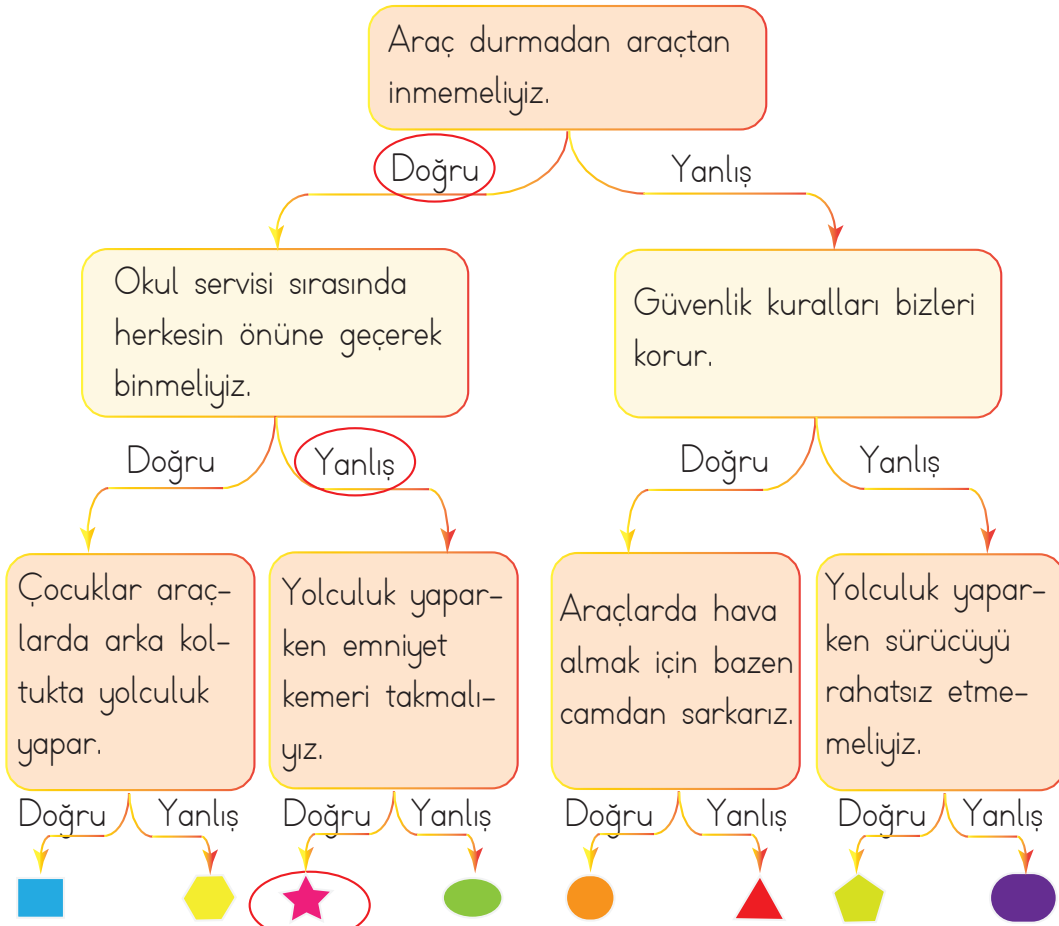 Araç durmadan araçtan
inmemeliyiz.
Doğru
Yanlış
Okul servisi sırasında
herkesin önüne geçerek
binmeliyiz.
Güvenlik kuralları bizleri
korur.
Doğru
Yanlış
Doğru
Yanlış
Çocuklar araç-
larda arka kol-
tukta yolculuk
yapar.
Yolculuk yapar-
ken emniyet
kemeri takmalı-
yız.
Araçlarda hava
almak için bazen
camdan sarkarız.
Yolculuk yapar-
ken sürücüyü
rahatsız etme-
meliyiz.
Doğru
Yanlış
Doğru
Yanlış
Doğru
Yanlış
Doğru
Yanlış